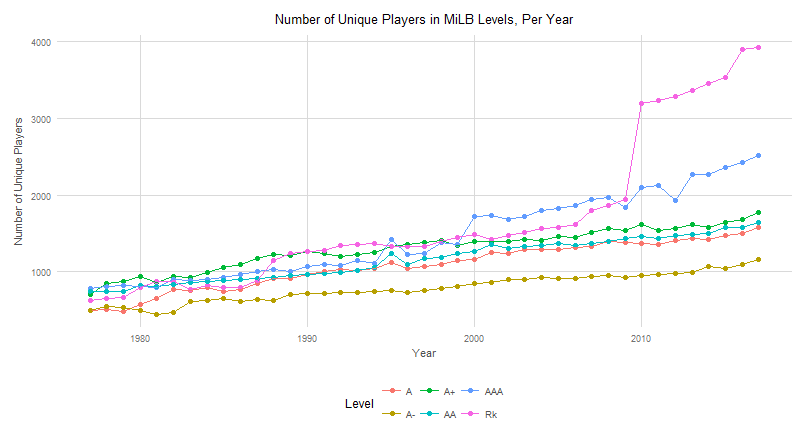 Number of Unique Players in MiLB Levels, Per Year
Number of Unique Players
4000
3000
2000
1000
1980
1990
2000
2010
Year
Level
A
A+
AAA
A-
AA
Rk